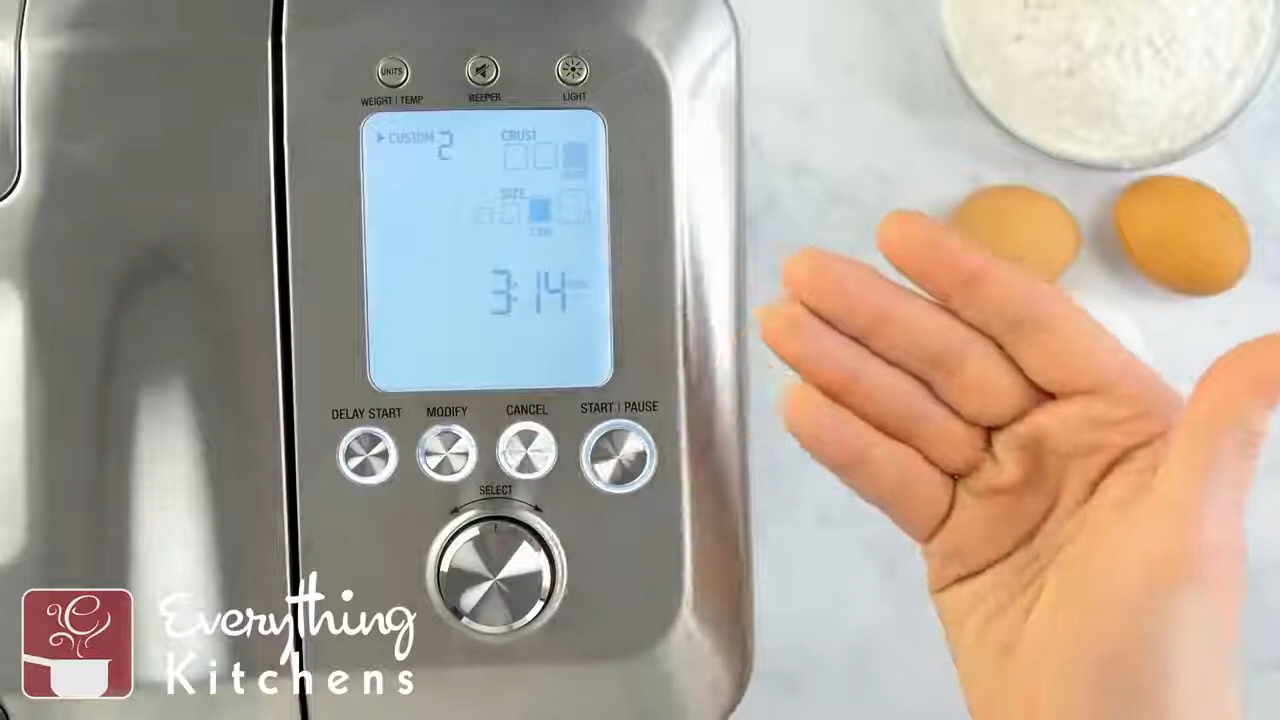 UNITS
WEIGHT | TEMP
BEEPER
LIGHT
CUSTOM 2
CRUST
SIZE
3:14
DELAY START
MODIFY
CANCEL
START | PAUSE
SELECT
Everything
Kitchens